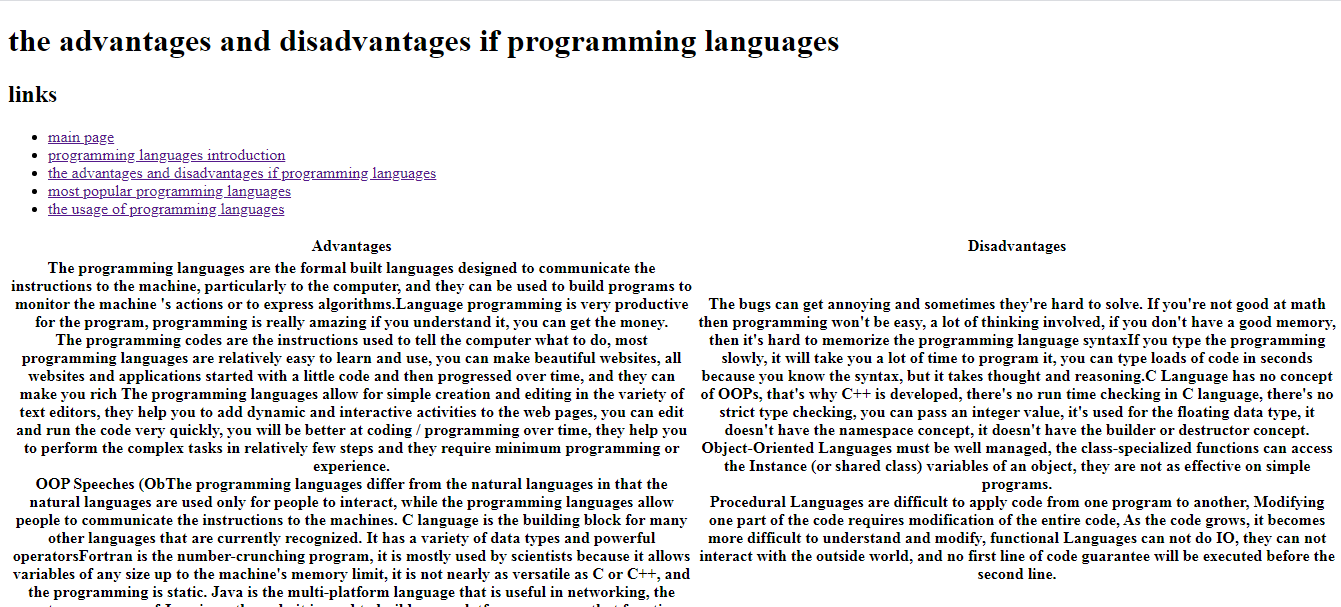 the advantages and disadvantages if programming languages
links
main page
programming languages introduction
the advantages and disadvantages if programming languages
most popular programming languages
the usage of programming languages
Advantages
The programming languages are the formal built languages designed to communicate the
instructions to the machine, particularly to the computer, and they can be used to build programs to
monitor the machine 's actions or to express algorithms.Language programming is very productive
for the program, programming is really amazing if you understand it, you can get the money.
The programming codes are the instructions used to tell the computer what to do, most
programming languages are relatively easy to learn and use, you can make beautiful websites, all
websites and applications started with a little code and then progressed over time, and they can
make you rich The programming languages allow for simple creation and editing in the variety of
text editors, they help you to add dynamic and interactive activities to the web pages, you can edit
and run the code very quickly, you will be better at coding / programming over time, they help you
to perform the complex tasks in relatively few steps and they require minimum programming or
experience.
OOP Speeches (ObThe programming languages differ from the natural languages in that the
natural languages are used only for people to interact, while the programming languages allow
people to communicate the instructions to the machines. C language is the building block for many
other languages that are currently recognized. It has a variety of data types and powerful
operatorsFortran is the number-crunching program, it is mostly used by scientists because it allows
variables of any size up to the machine's memory limit, it is not nearly as versatile as C or C++, and
the programming is static. Java is the multi-platform language that is useful in networking, the
Disadvantages
The bugs can get annoying and sometimes they're hard to solve. If you're not good at math
then programming won't be easy, a lot of thinking involved, if you don't have a good memory,
then it's hard to memorize the programming language syntaxIf you type the programming
slowly, it will take you a lot of time to program it, you can type loads of code in seconds
because you know the syntax, but it takes thought and reasoning.C Language has no concept
of OOPs, that's why C++ is developed, there's no run time checking in C language, there's no
strict type checking, you can pass an integer value, it's used for the floating data type, it
doesn't have the namespace concept, it doesn't have the builder or destructor concept.
Object-Oriented Languages must be well managed, the class-specialized functions can access
the Instance (or shared class) variables of an object, they are not as effective on simple
programs.
Procedural Languages are difficult to apply code from one program to another, Modifying
one part of the code requires modification of the entire code, As the code grows, it becomes
more difficult to understand and modify, functional Languages can not do IO, they can not
interact with the outside world, and no first line of code guarantee will be executed before the
second line.